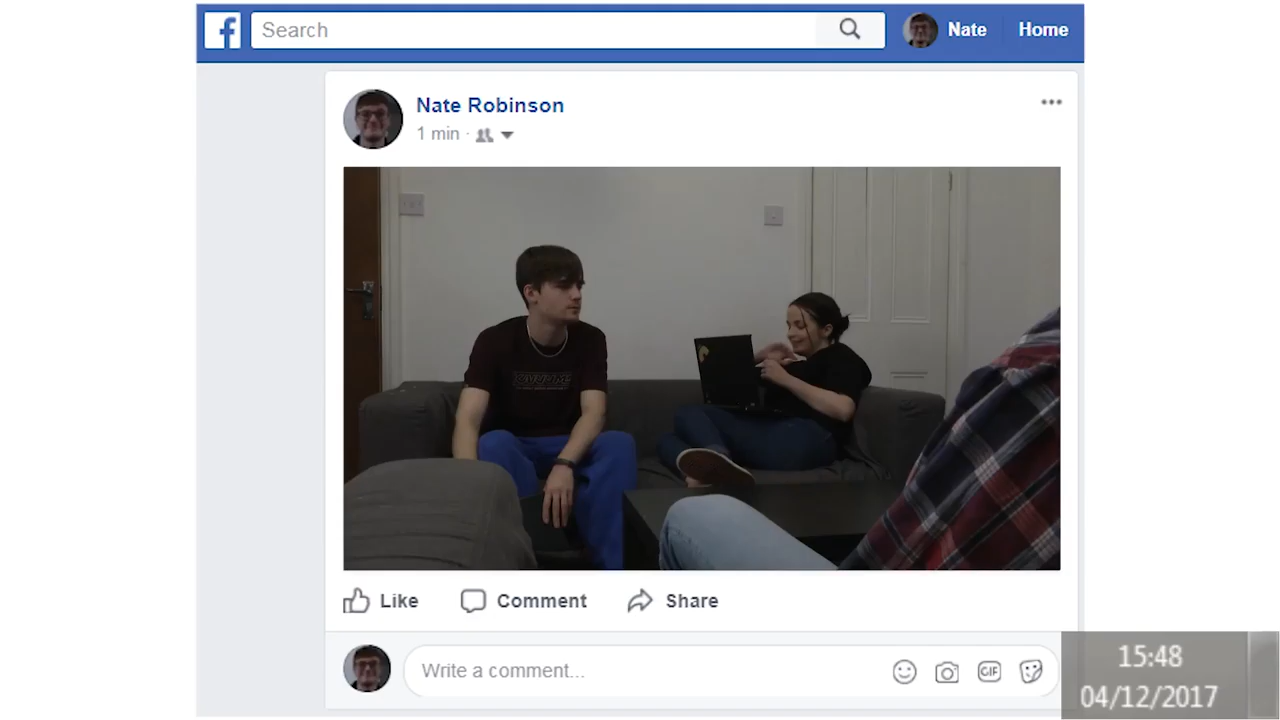 Search
Nate
Home
Nate Robinson
1 min ·
Like
Comment
Share
Write a comment...
GIF
15:48
04/12/2017